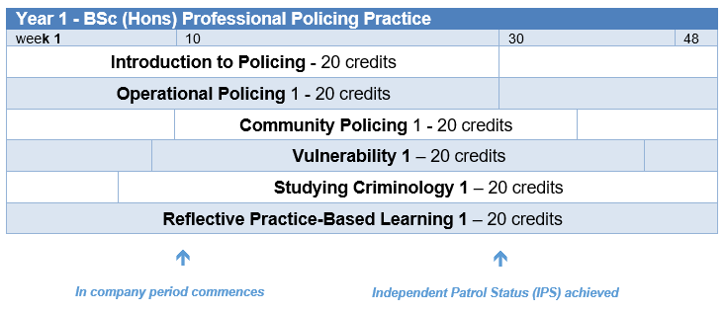 Year 1 - BSc (Hons) Professional Policing Practice
week 1 10 30 48
Introduction to Policing - 20 credits
Operational Policing 1 - 20 credits
Community Policing 1 - 20 credits
Vulnerability 1 – 20 credits
Studying Criminology 1 – 20 credits
Reflective Practice-Based Learning 1 – 20 credits
In company period commences
Independent Patrol Status (IPS) achieved